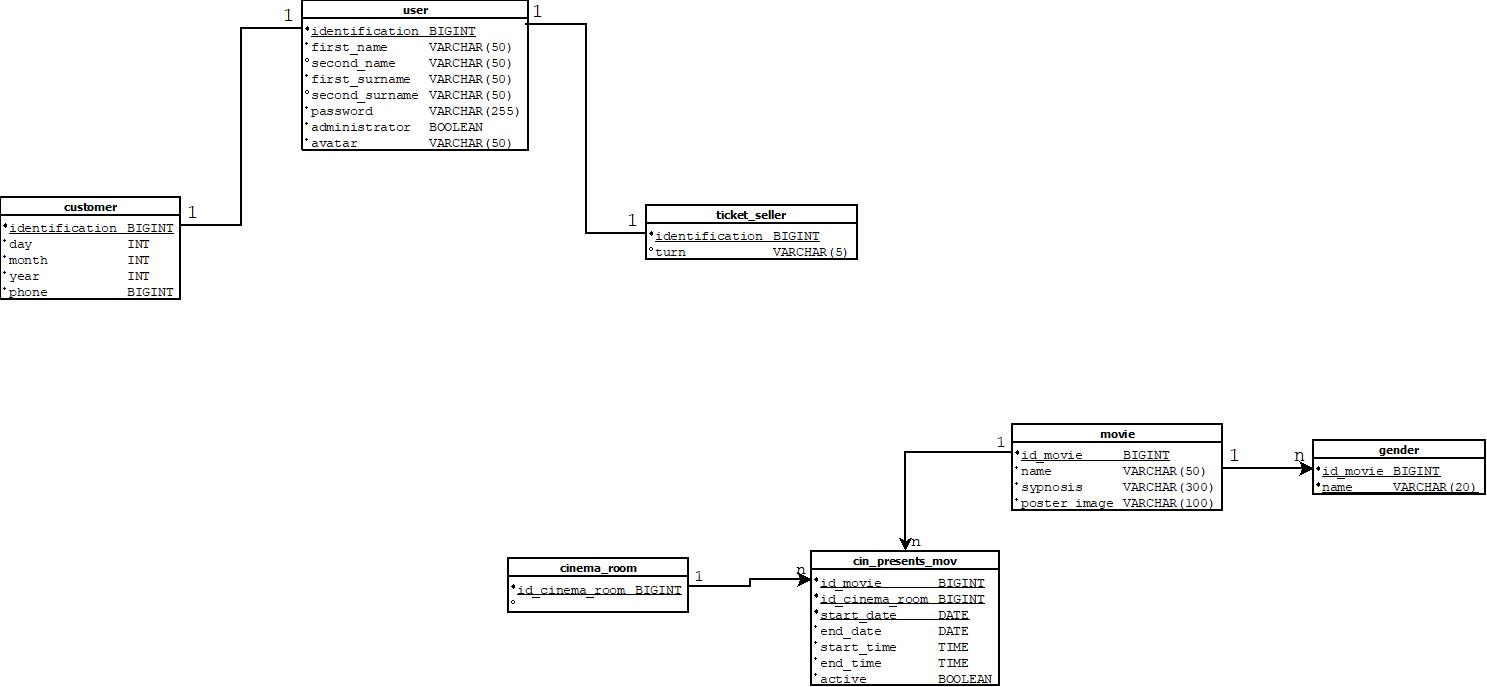 user
identification BIGINT
first_name VARCHAR(50)
second_name VARCHAR(50)
first_surname VARCHAR(50)
second_surname VARCHAR(50)
password VARCHAR(255)
administrator BOOLEAN
avatar VARCHAR(50)
1
1
customer
identification BIGINT
day INT
month INT
year INT
phone BIGINT
1
ticket_seller
identification BIGINT
turn VARCHAR(5)
1
movie
id_movie BIGINT
name VARCHAR(50)
sypnosis VARCHAR(300)
poster_image VARCHAR(100)
1
1
n
gender
id_movie BIGINT
name VARCHAR(20)
cinema_room
id_cinema_room BIGINT
1
n
n
cin_presents_mov
id_movie BIGINT
id_cinema_room BIGINT
start_date DATE
end_date DATE
start_time TIME
end_time TIME
active BOOLEAN